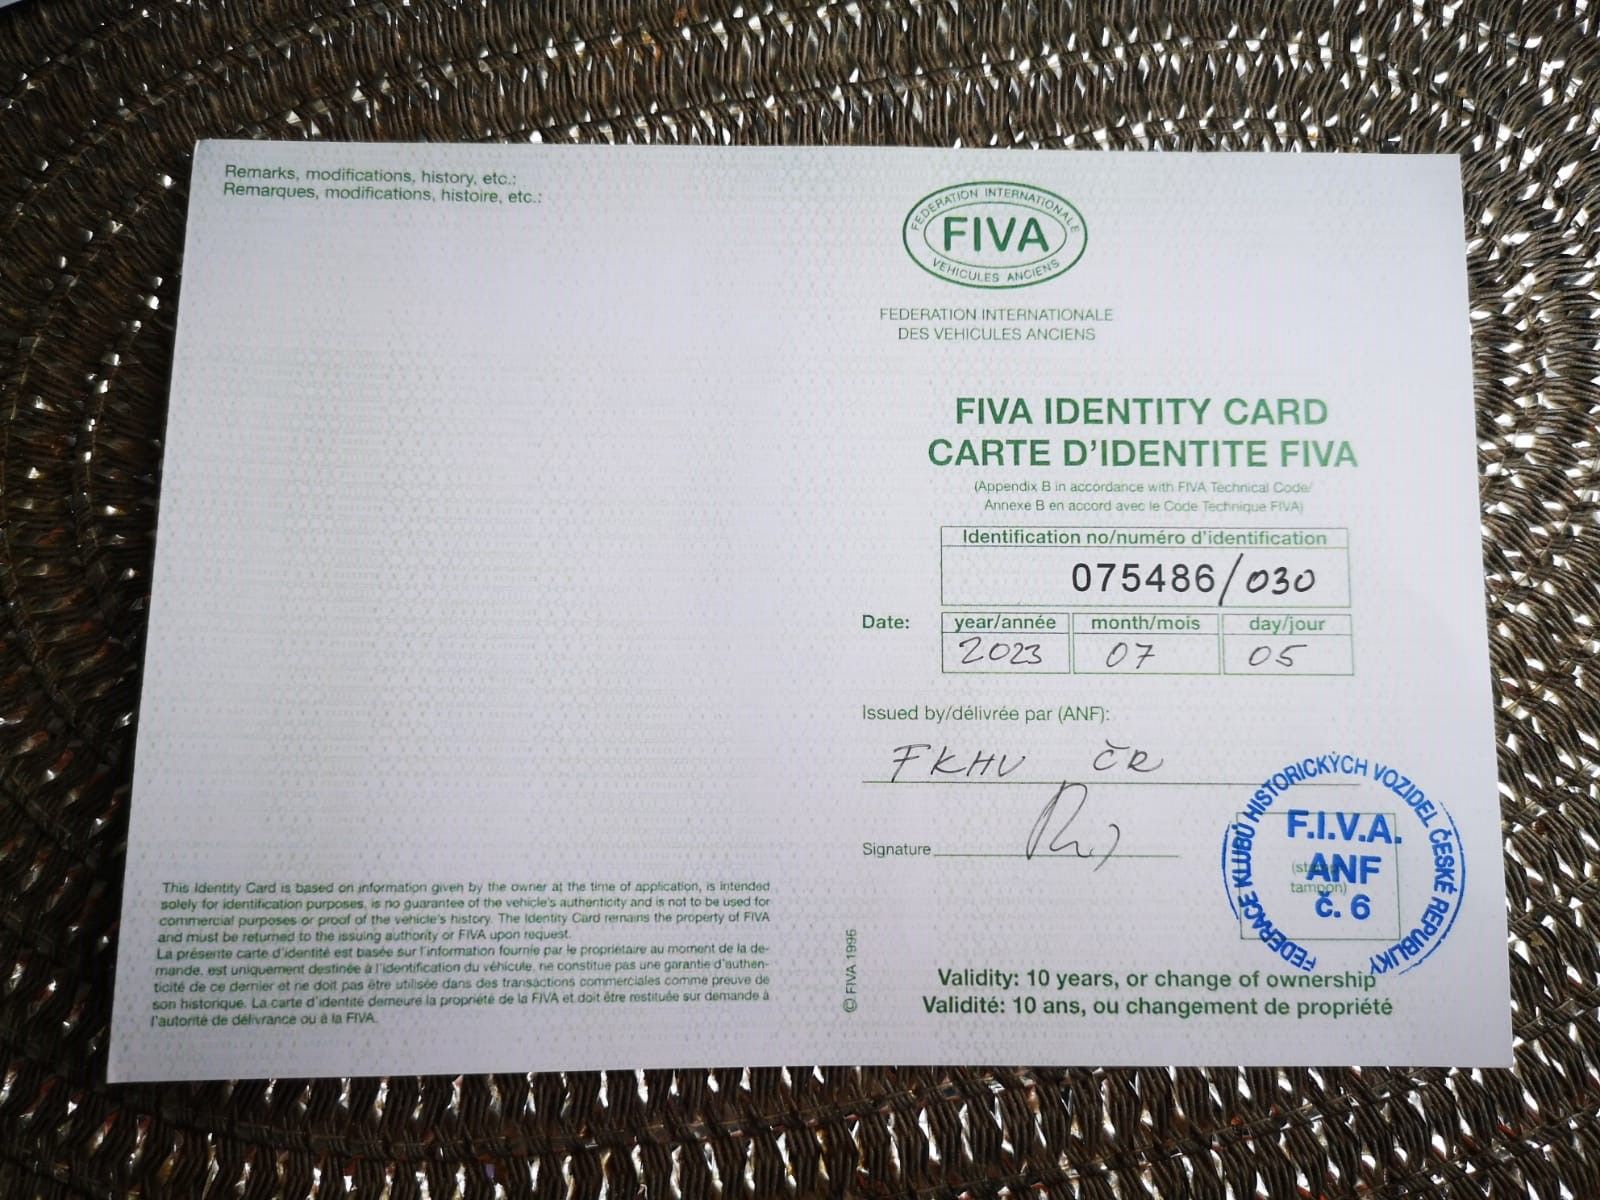 Remarks, modifications, history, etc.:
Remarques, modifications, histoire, etc.:
This Identity Card is based on information given by the owner at the time of application, is intended
solely for identification purposes, is no guarantee of the vehicle's authenticity and is not to be used for
commercial purposes or proof of the vehicle's history. The Identity Card remains the property of FIVA
and must be returned to the issuing authority or FIVA upon request.
La présente carte d'identité est basée sur l'information fournie par le propriétaire au moment de la de-
mande, est uniquement destinée à l'identification du véhicule, ne constitue pas une garantie d'authen-
ticité de ce dernier et ne doit pas être utilisée dans des transactions commerciales comme preuve de
son historique. La carte d'identité demeure la propriété de la FIVA et doit être restituée sur demande à
l'autorité de délivrance ou à la FIVA.
© FIVA 1996
FEDERATION INTERNATIONALE
FIVA
VEHICULES ANCIENS
FEDERATION INTERNATIONALE
DES VEHICULES ANCIENS
FIVA IDENTITY CARD
CARTE D'IDENTITE FIVA
(Appendix B in accordance with FIVA Technical Code/
Annexe B en accord avec le Code Technique FIVA)
Identification no/numéro d'identification
075486/030
Date: year/année month/mois day/jour
2023 07 05
Issued by/délivrée par (ANF):
FKHV ČR
Signature
FEDERACE KLUBŮ HISTORICKÝCH VOZIDEL ČESKÉ REPUBLIKY
F.I.V.A.
ANF
č. 6
tampon)
Validity: 10 years, or change of ownership
Validité: 10 ans, ou changement de propriété